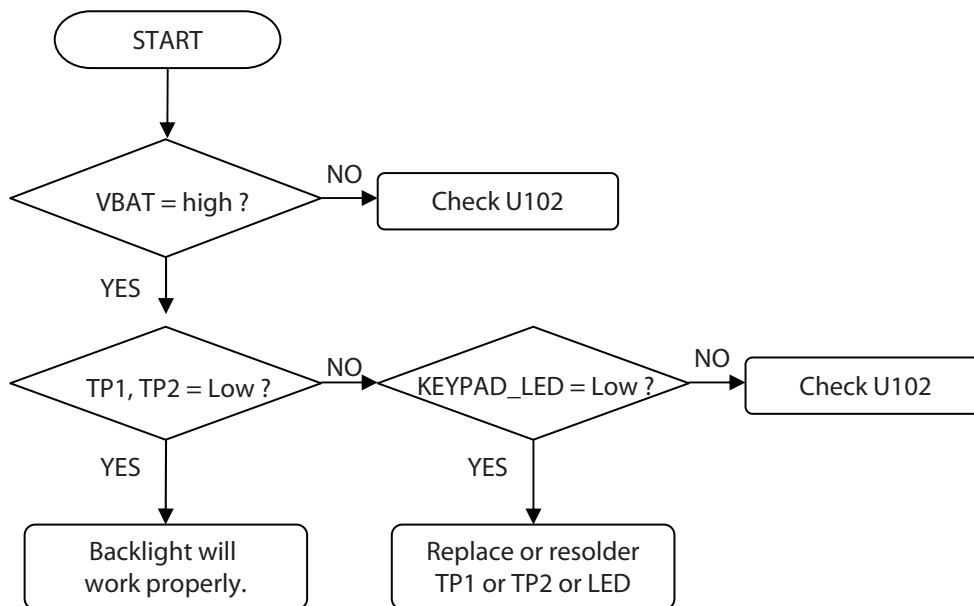 START
VBAT = high ?
NO
Check U102
YES
TP1, TP2 = Low ?
NO
KEYPAD_LED = Low ?
NO
Check U102
YES
YES
Backlight will
work properly.
Replace or resolder
TP1 or TP2 or LED